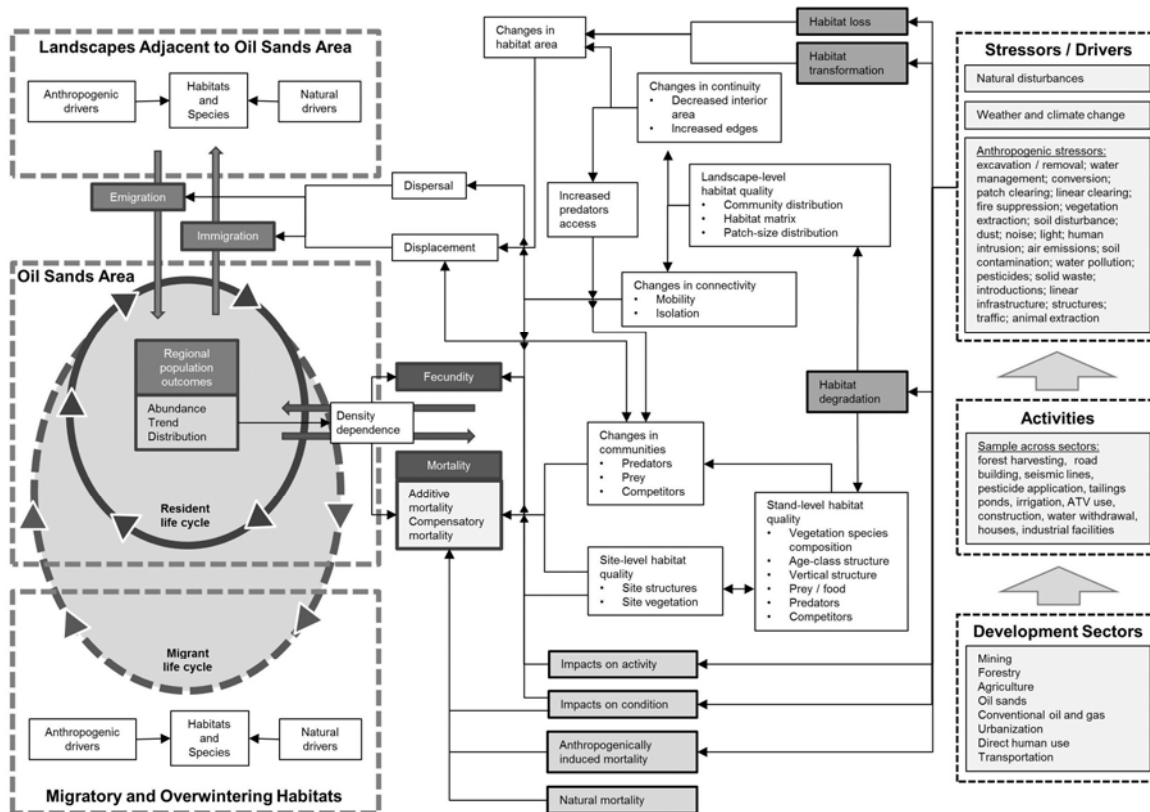 Landscapes Adjacent to Oil Sands Area
Anthropogenic
drivers
Habitats
and
Species
Natural
drivers
Emigration
Immigration
Oil Sands Area
Regional
population
outcomes
Abundance
Trend
Distribution
Resident
life cycle
Migrant
life cycle
Anthropogenic
drivers
Habitats
and
Species
Natural
drivers
Migratory and Overwintering Habitats
Density
dependence
Dispersal
Displacement
Fecundity
Mortality
Additive
mortality
Compensatory
mortality
Changes in
habitat area
Changes in continuity
• Decreased interior
area
• Increased edges
Increased
predators
access
Landscape-level
habitat quality
• Community distribution
• Habitat matrix
• Patch-size distribution
Changes in connectivity
• Mobility
• Isolation
Changes in
communities
• Predators
• Prey
• Competitors
Site-level habitat
quality
• Site structures
• Site vegetation
Stand-level habitat
quality
• Vegetation species
composition
• Age-class structure
• Vertical structure
• Prey / food
• Predators
• Competitors
Impacts on activity
Impacts on condition
Anthropogenically
induced mortality
Natural mortality
Habitat loss
Habitat
transformation
Habitat
degradation
Stressors / Drivers
Natural disturbances
Weather and climate change
Anthropogenic stressors:
excavation / removal; water
management; conversion;
patch clearing; linear clearing;
fire suppression; vegetation
extraction; soil disturbance;
dust; noise; light; human
intrusion; air emissions; soil
contamination; water pollution;
pesticides; solid waste;
introductions; linear
infrastructure; structures;
traffic; animal extraction
Activities
Sample across sectors:
forest harvesting, road
building, seismic lines,
pesticide application, tailings
ponds, irrigation, ATV use,
construction, water withdrawal,
houses, industrial facilities
Development Sectors
Mining
Forestry
Agriculture
Oil sands
Conventional oil and gas
Urbanization
Direct human use
Transportation